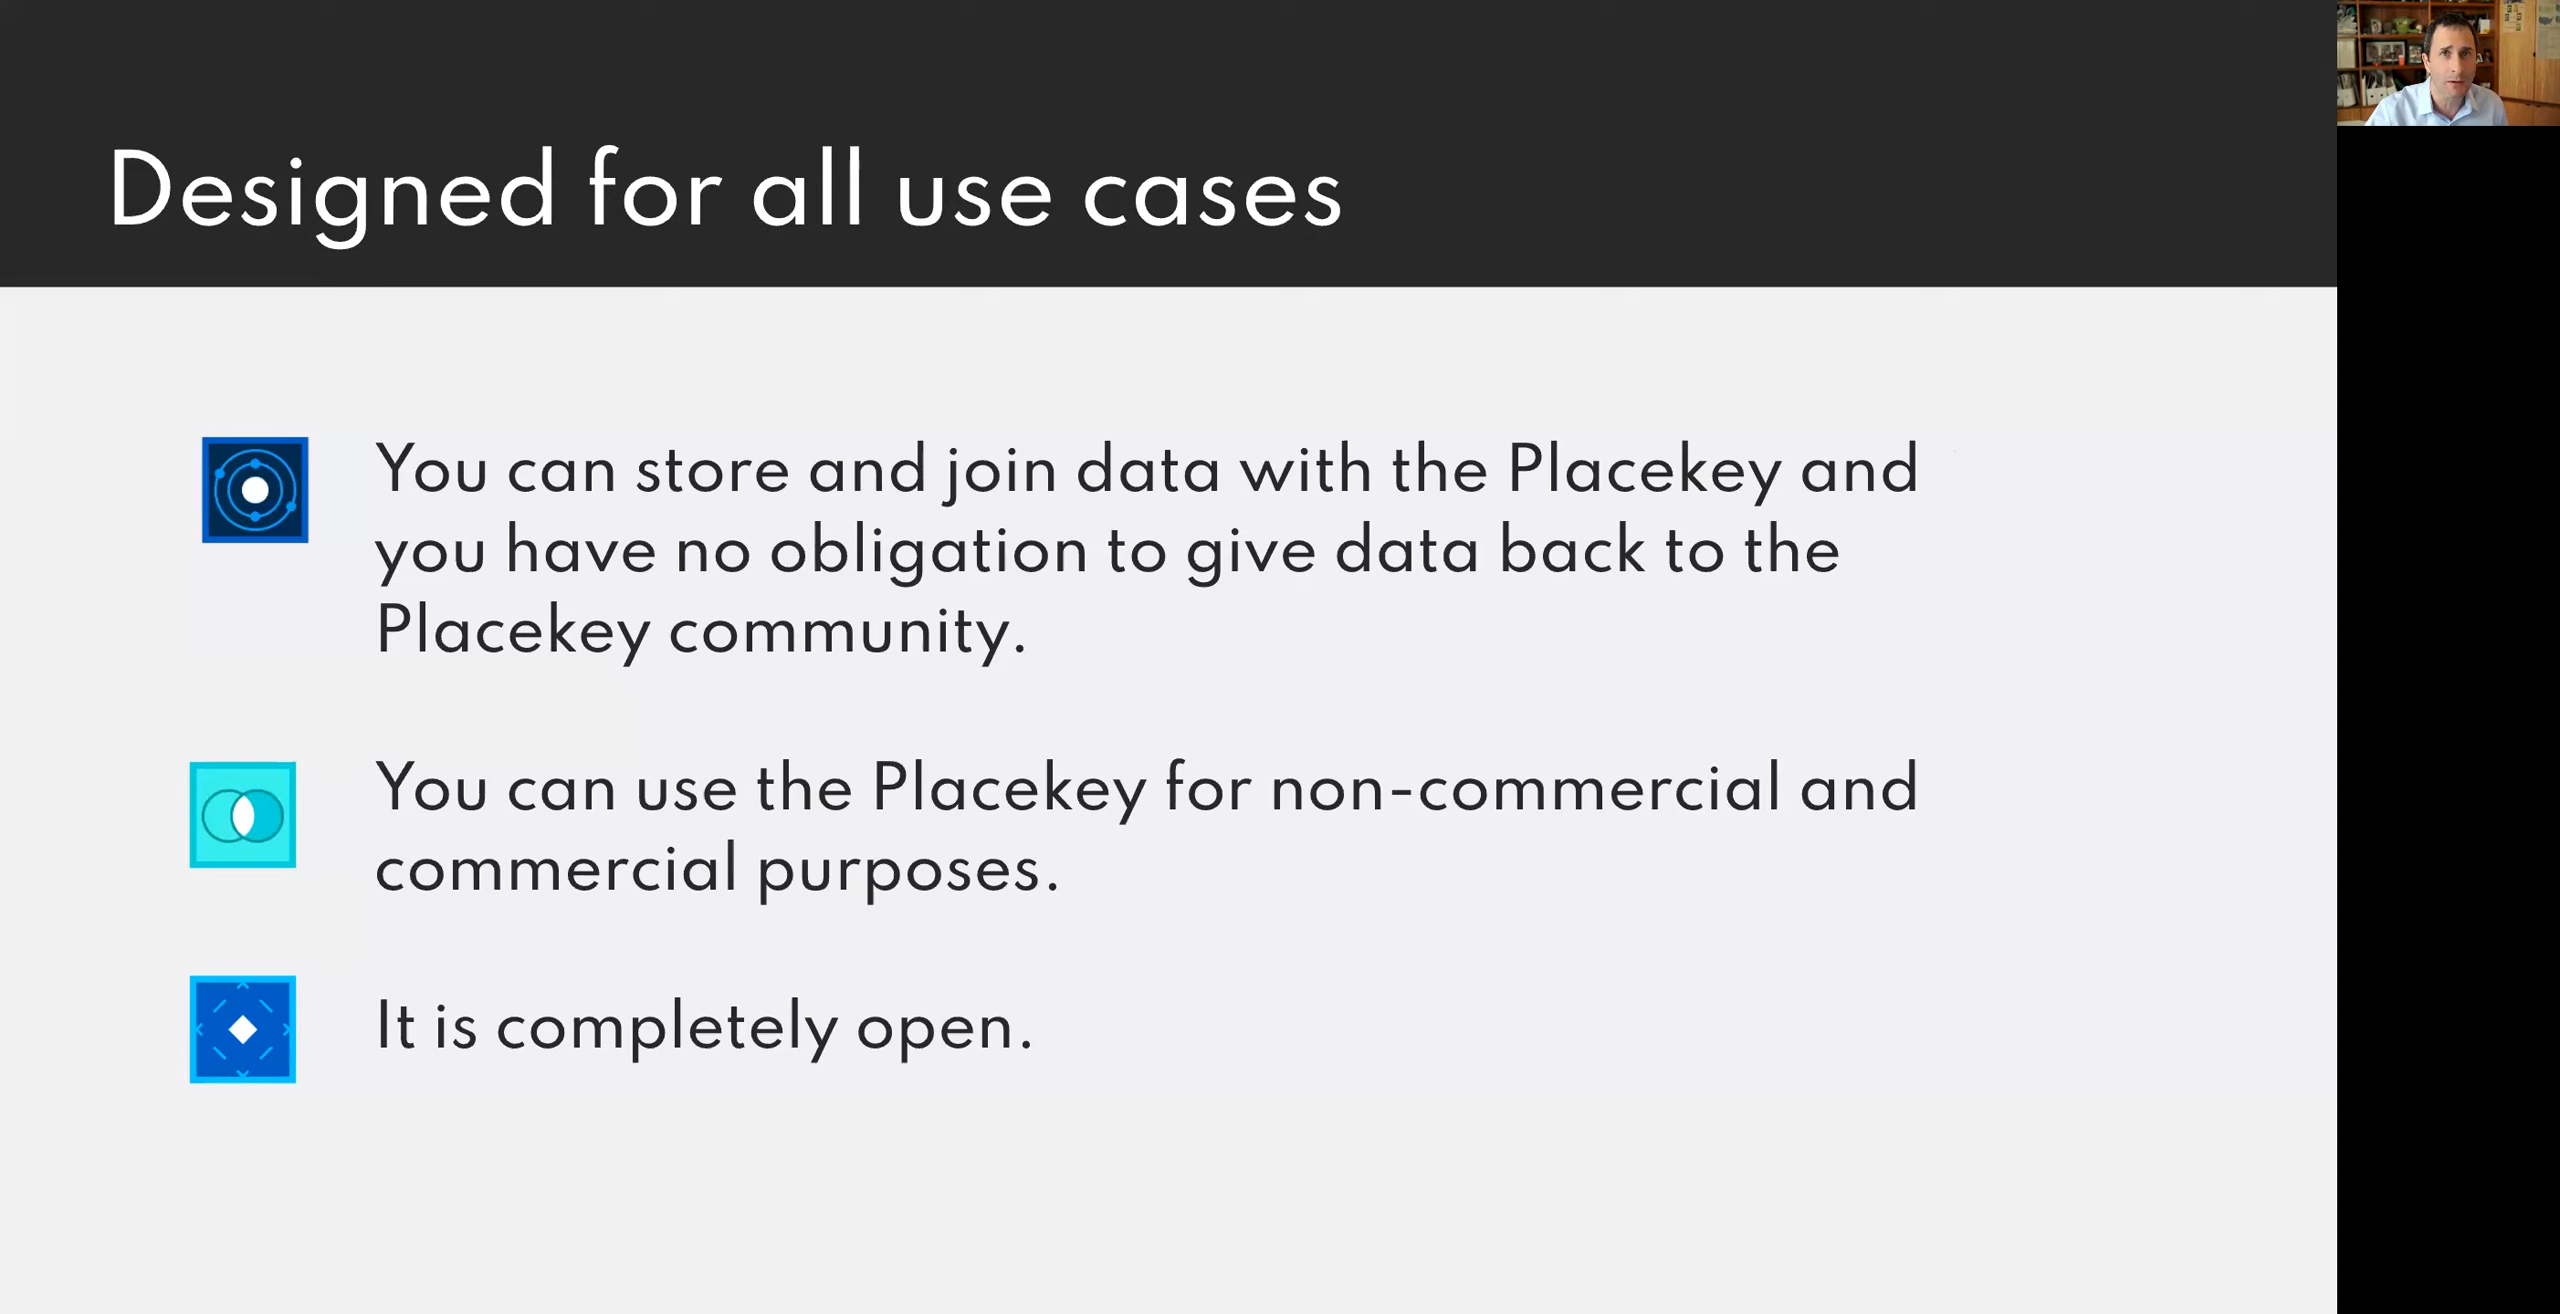 Designed for all use cases
You can store and join data with the Placekey and
you have no obligation to give data back to the
Placekey community.
You can use the Placekey for non-commercial and
commercial purposes.
It is completely open.